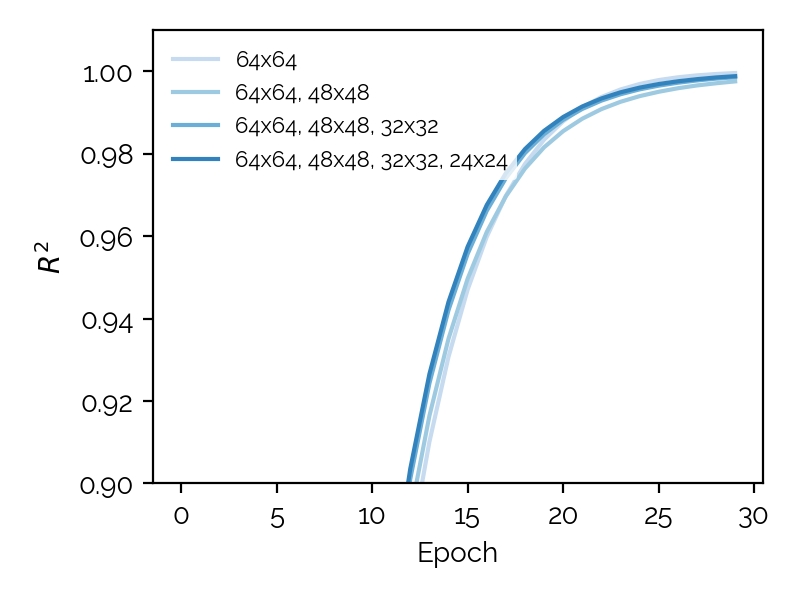 64x64
64x64, 48x48
64x64, 48x48, 32x32
64x64, 48x48, 32x32, 24x24
1.00
0.98
0.96
0.94
0.92
0.90
R²
0 5 10 15 20 25 30
Epoch